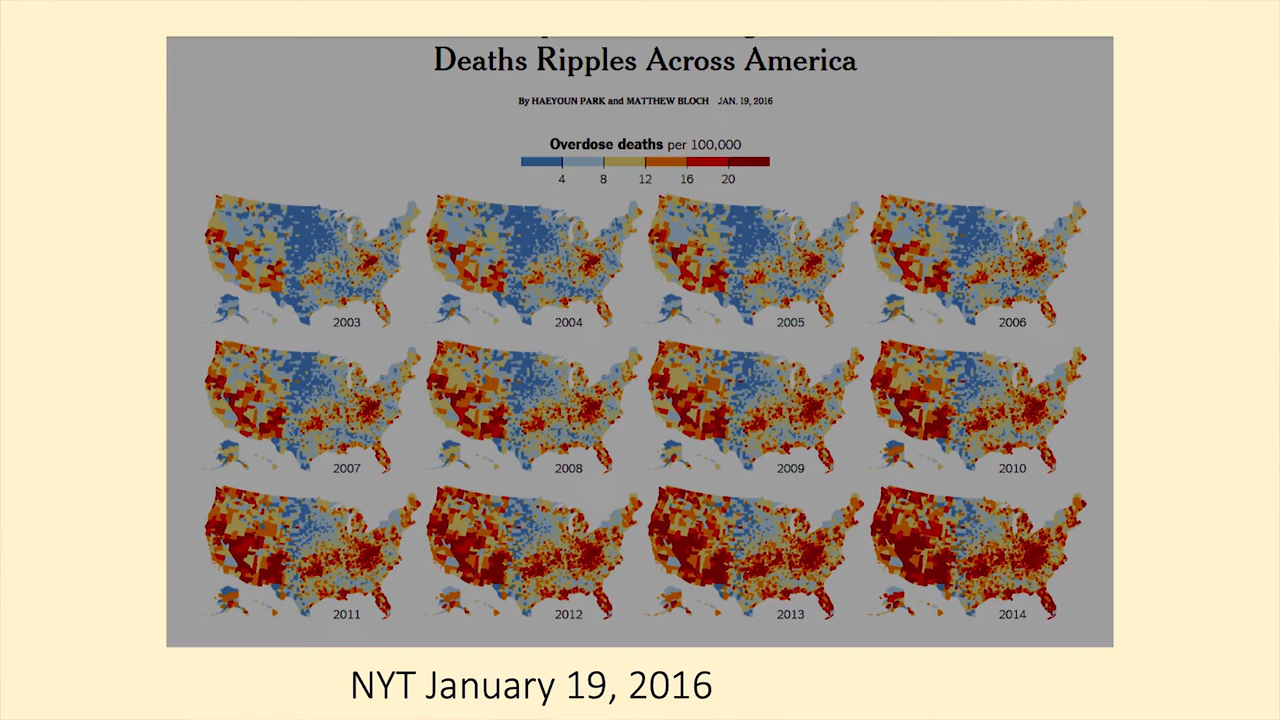 Deaths Ripples Across America
By HAEYOUN PARK and MATTHEW BLOCH JAN. 19, 2016
Overdose deaths per 100,000
4 8 12 16 20
2003 2004 2005 2006
2007 2008 2009 2010
2011 2012 2013 2014
NYT January 19, 2016